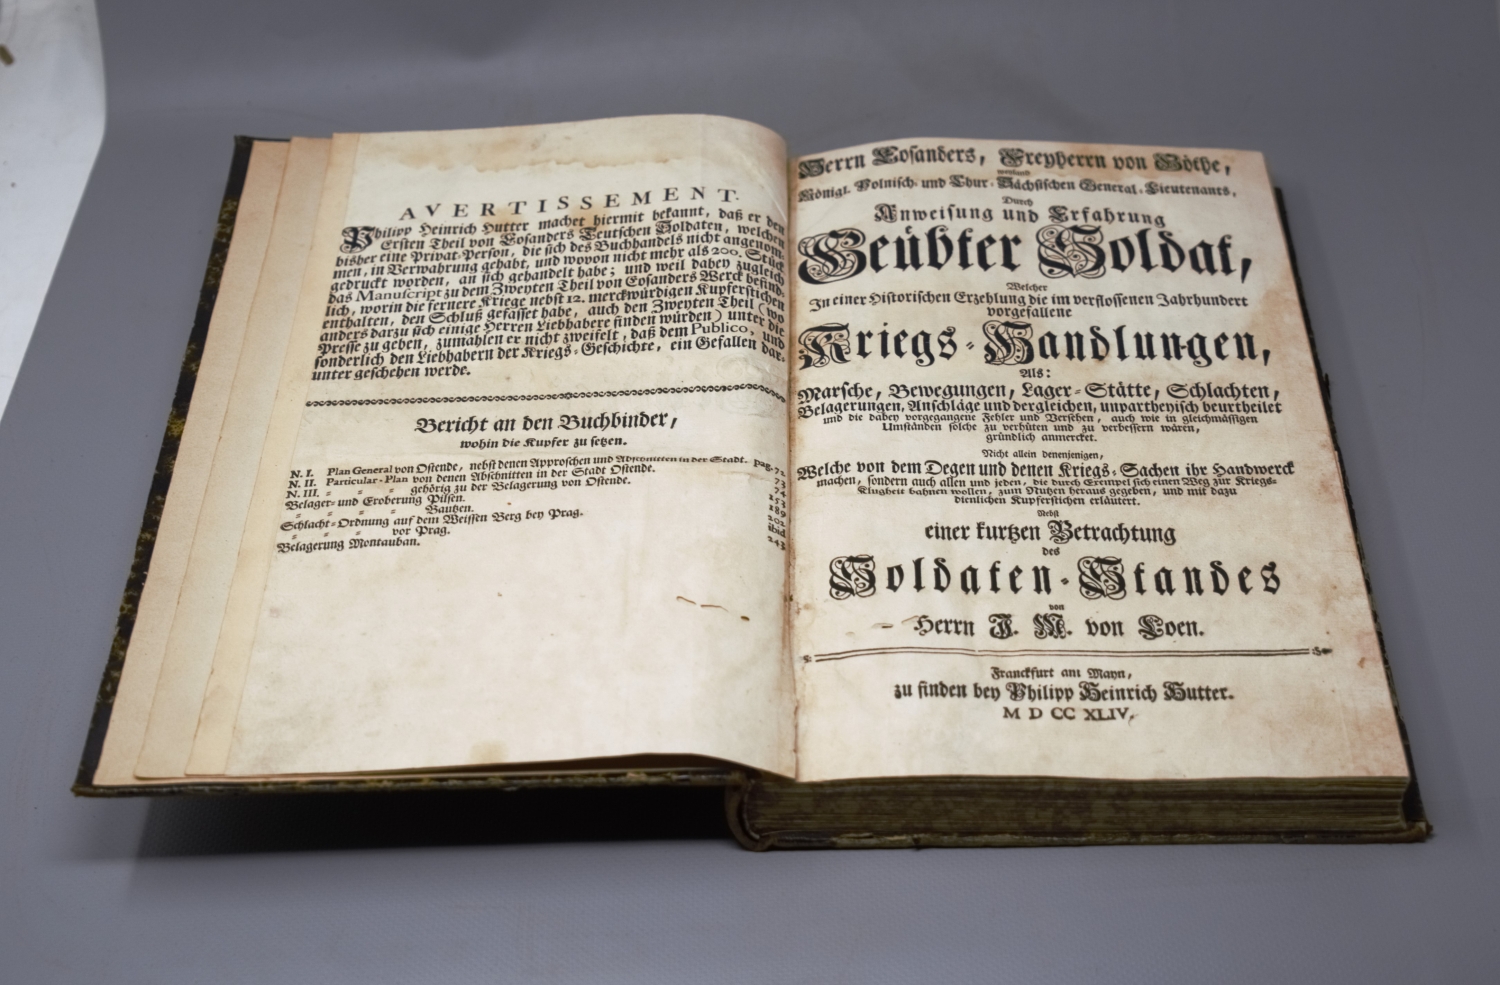 AVERTISSEMENT.
Philipp Heinrich Hutter machet hiermit bekannt, daß er den
Ersten Theil von Eosanders Teutschen Soldaten, welchen
bisher eine Privat-Person, die sich des Buchhandels nicht angenom-
men, in Verwahrung gehabt, und wovon nicht mehr als 200. Stück
gedruckt worden, an sich gehandelt habe; und weil dabey zugleich
das Manuscript zu dem Zweyten Theil von Eosanders Werck befind-
lich, worin die fernere Kriege nebst 12. merckwürdigen Kupferstichen
enthalten, den Schluß gefasset habe, auch den Zweyten Theil (wo
anders darzu sich einige Herren Liebhabere finden würden) unter die
Presse zu geben, zumahlen er nicht zweifelt, daß dem Publico, und
sonderlich den Liebhabern der Kriegs-Geschichte, ein Gefallen dar-
unter geschehen werde.
Bericht an den Buchbinder,
wohin die Kupfer zu setzen.
N. I. Plan General von Ostende, nebst denen Approschen und Abschnitten in der Stadt. pag. 72
N. II. Particular-Plan von denen Abschnitten in der Stadt Ostende. 73
N. III. = = gehörig zu der Belagerung von Ostende. 74
Belager- und Eroberung Pilsen. 153
= = = = Bautzen. 189
Schlacht-Ordnung auf dem Weissen Berg bey Prag. 202
= = = vor Prag. ibid
Belagerung Montauban. 243
Herrn Eosanders, Freyherrn von Göthe,
weyland
Königl. Polnisch- und Chur-Sächsischen General-Lieutenants,
Durch
Anweisung und Erfahrung
Geübter Soldat,
Welcher
In einer Historischen Erzehlung die im verflossenen Jahrhundert
vorgefallene
Kriegs-Handlungen,
Als:
Marsche, Bewegungen, Lager-Stätte, Schlachten,
Belagerungen, Anschläge und dergleichen, unpartheyisch beurtheilet
und die dabey vorgegangene Fehler und Versehen, auch wie in gleichmäßigen
Umständen solche zu verhüten und zu verbessern wären,
gründlich anmercket.
Nicht allein denenjenigen,
Welche von dem Degen und denen Kriegs-Sachen ihr Handwerck
machen, sondern auch allen und jeden, die durch Exempel sich einen Weg zur Kriegs-
Klugheit bahnen wollen, zum Nutzen heraus gegeben, und mit dazu
dienlichen Kupferstichen erläutert.
Nebst
einer kurtzen Betrachtung
des
Soldaten-Standes
von
Herrn J. M. von Loen.
Franckfurt am Mayn,
zu finden bey Philipp Heinrich Hutter.
M D CC XLIV.